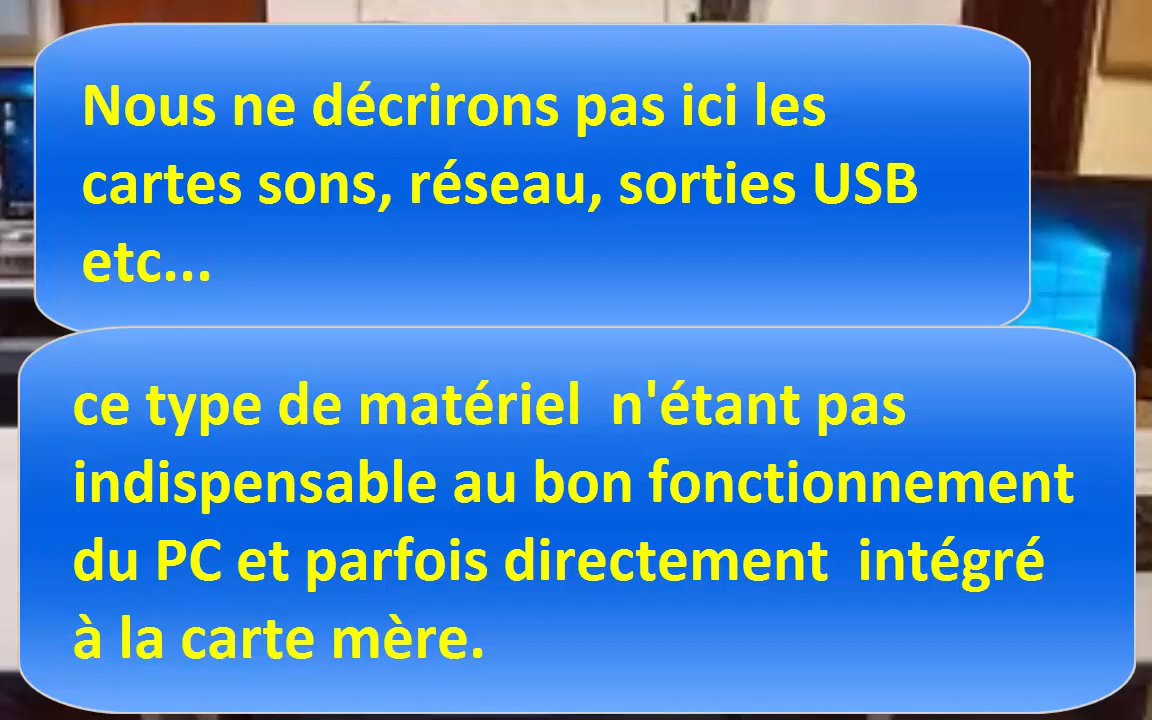 Nous ne décrirons pas ici les
cartes sons, réseau, sorties USB
etc...
ce type de matériel  n'étant pas
indispensable au bon fonctionnement
du PC et parfois directement  intégré
à la carte mère.